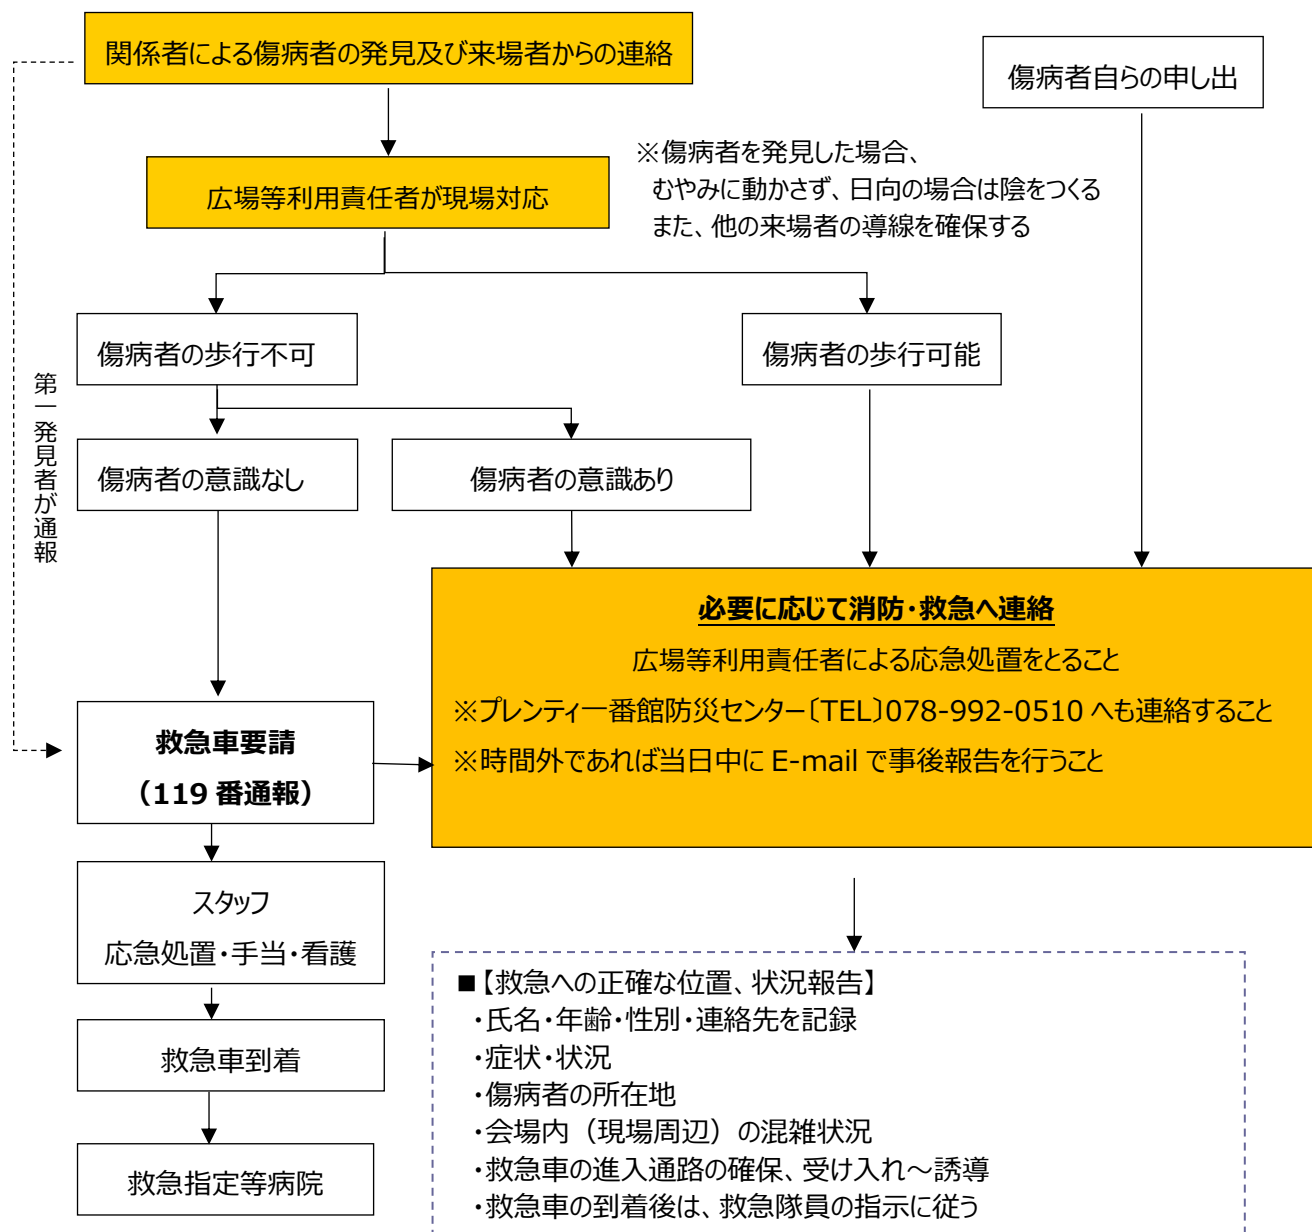 関係者による傷病者の発見及び来場者からの連絡
傷病者自らの申し出
※傷病者を発見した場合、
むやみに動かさず、日向の場合は陰をつくる
また、他の来場者の導線を確保する
広場等利用責任者が現場対応
傷病者の歩行不可
傷病者の歩行可能
第一発見者が通報
傷病者の意識なし
傷病者の意識あり
必要に応じて消防・救急へ連絡
広場等利用責任者による応急処置をとること
※プレンティ一番館防災センター〔TEL〕078-992-0510 へも連絡すること
※時間外であれば当日中に E-mail で事後報告を行うこと
救急車要請
（119 番通報）
スタッフ
応急処置・手当・看護
救急車到着
救急指定等病院
■【救急への正確な位置、状況報告】
・氏名・年齢・性別・連絡先を記録
・症状・状況
・傷病者の所在地
・会場内（現場周辺）の混雑状況
・救急車の進入通路の確保、受け入れ～誘導
・救急車の到着後は、救急隊員の指示に従う